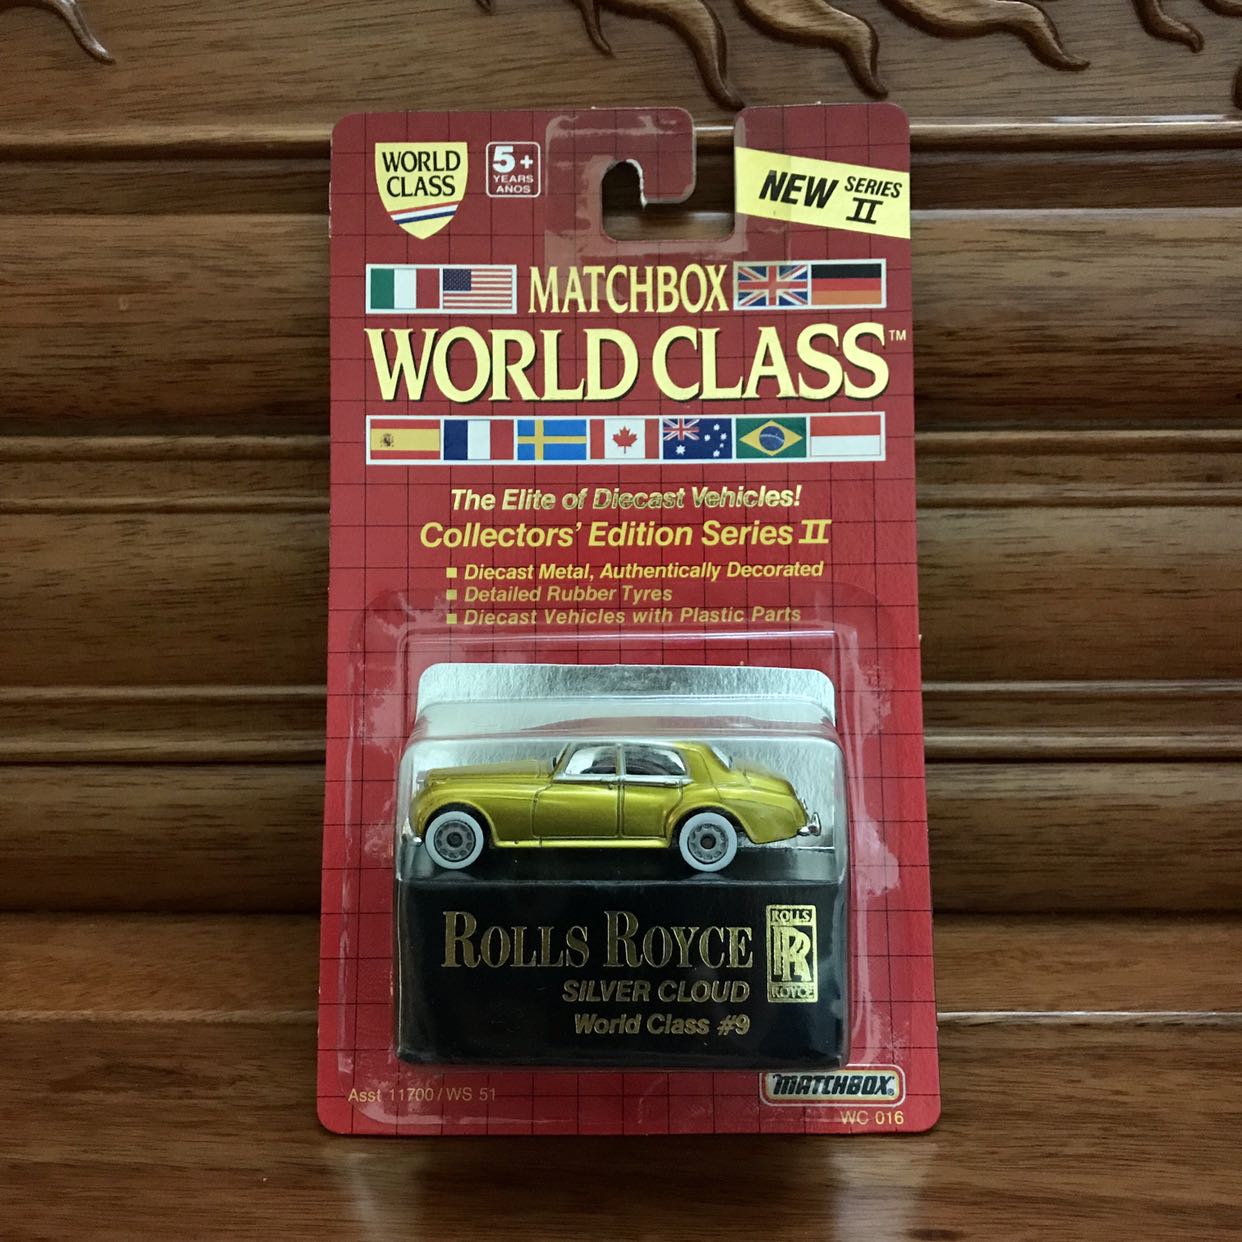 WORLD
CLASS
5+
YEARS
AÑOS
NEW SERIES II
MATCHBOX
WORLD CLASS™
The Elite of Diecast Vehicles!
Collectors' Edition Series II
■ Diecast Metal, Authentically Decorated
■ Detailed Rubber Tyres
■ Diecast Vehicles with Plastic Parts
ROLLS ROYCE
SILVER CLOUD
World Class #9
ROLLS
RR
ROYCE
Asst 11700/WS 51
MATCHBOX®
WC 016